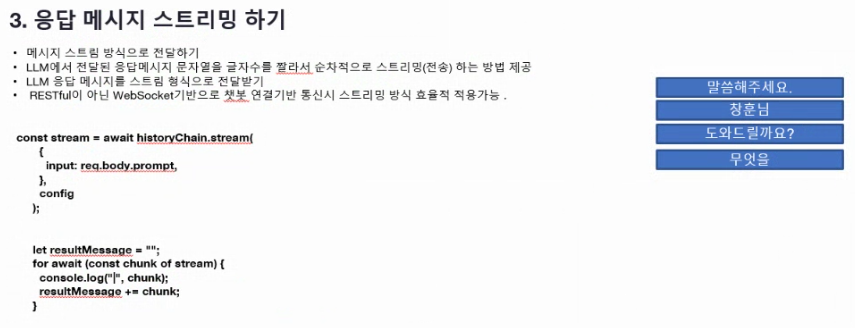 3. 응답 메시지 스트리밍 하기
• 메시지 스트림 방식으로 전달하기
• LLM에서 전달된 응답메시지 문자열을 글자수를 짤라서 순차적으로 스트리밍(전송) 하는 방법 제공
• LLM 응답 메시지를 스트림 형식으로 전달받기
• RESTful이 아닌 WebSocket기반으로 챗봇 연결기반 통신시 스트리밍 방식 효율적 적용가능 .
const stream = await historyChain.stream(
{
input: req.body.prompt,
},
config
);
let resultMessage = "";
for await (const chunk of stream) {
console.log("|", chunk);
resultMessage += chunk;
}
말씀해주세요.
창훈님
도와드릴까요?
무엇을